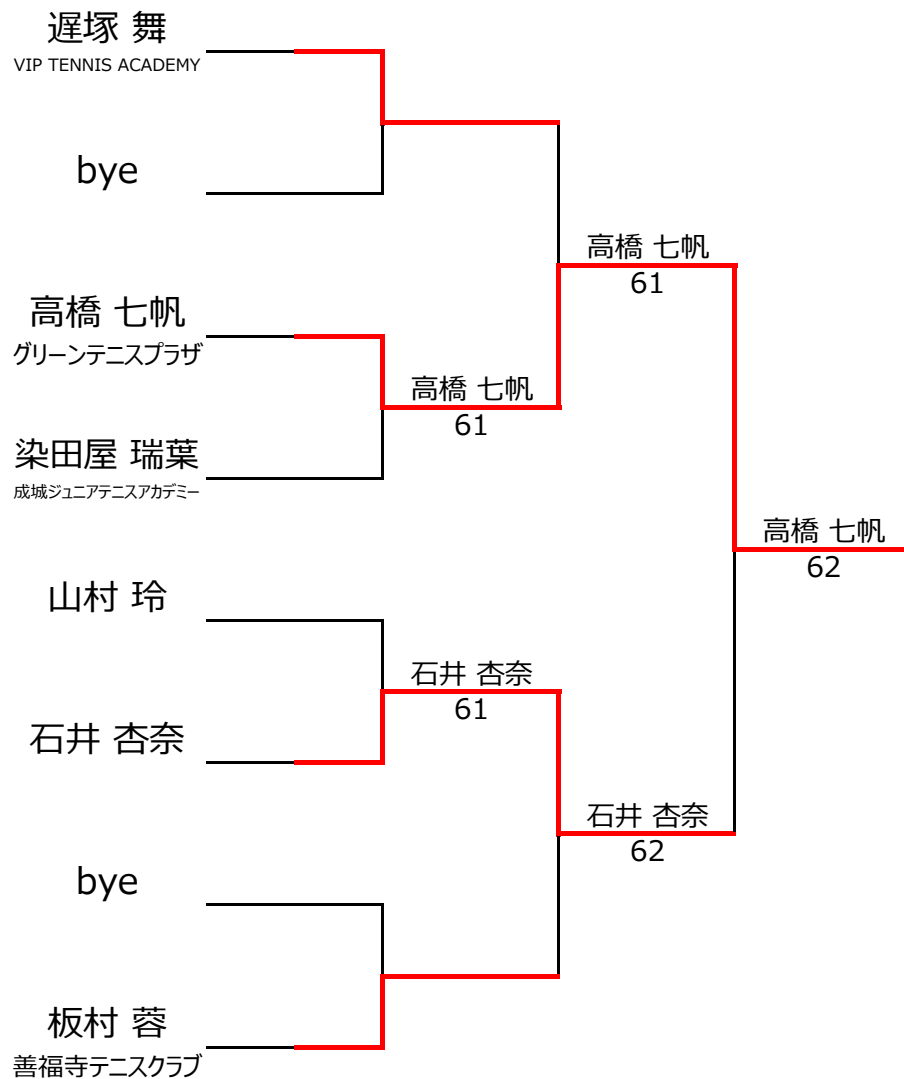 遅塚 舞
VIP TENNIS ACADEMY
bye
高橋 七帆
グリーンテニスプラザ
染田屋 瑞葉
成城ジュニアテニスアカデミー
山村 玲
石井 杏奈
bye
板村 蓉
善福寺テニスクラブ
高橋 七帆
61
石井 杏奈
61
高橋 七帆
61
石井 杏奈
62
高橋 七帆
62